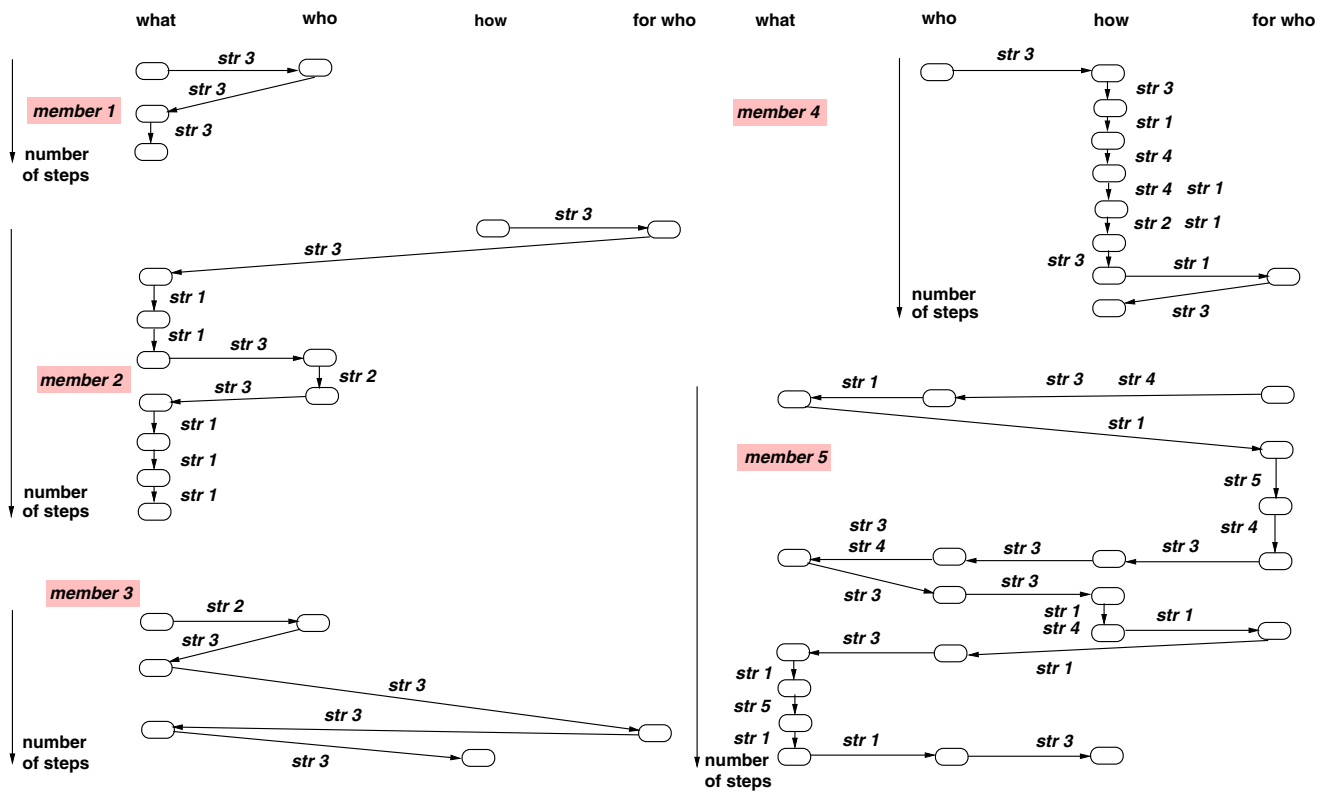 what who how for who
str 3
str 3
member 1
str 3
number
of steps
str 3
str 3
str 1
str 1
str 3
member 2
str 3
str 2
str 1
str 1
str 1
number
of steps
member 3
str 2
str 3
str 3
str 3
str 3
number
of steps
what who how for who
str 3
str 3
member 4
str 1
str 4
str 4 str 1
str 2 str 1
str 3 str 1
number
of steps
str 3
str 1 str 3 str 4
str 1
member 5
str 5
str 3
str 4
str 4
str 3
str 3
str 3
str 3
str 1
str 4
str 1
str 3
str 1
str 1
str 5
str 1
str 1
str 3
number
of steps